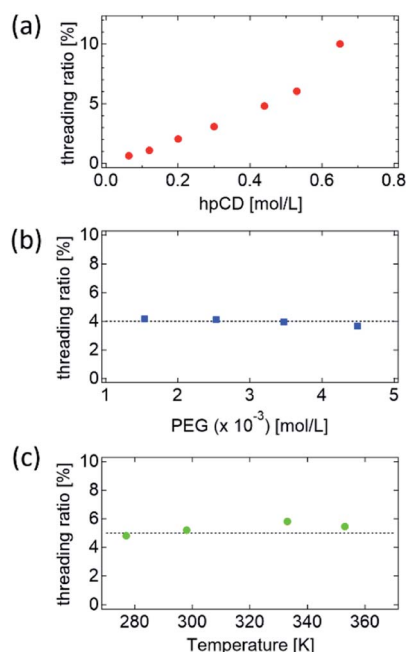 (a)
threading ratio [%]
10
5
0
0.0 0.2 0.4 0.6 0.8
hpCD [mol/L]
(b)
threading ratio [%]
10
8
6
4
2
0
1 2 3 4 5
PEG (x 10⁻³) [mol/L]
(c)
threading ratio [%]
10
8
6
4
2
0
280 300 320 340 360
Temperature [K]